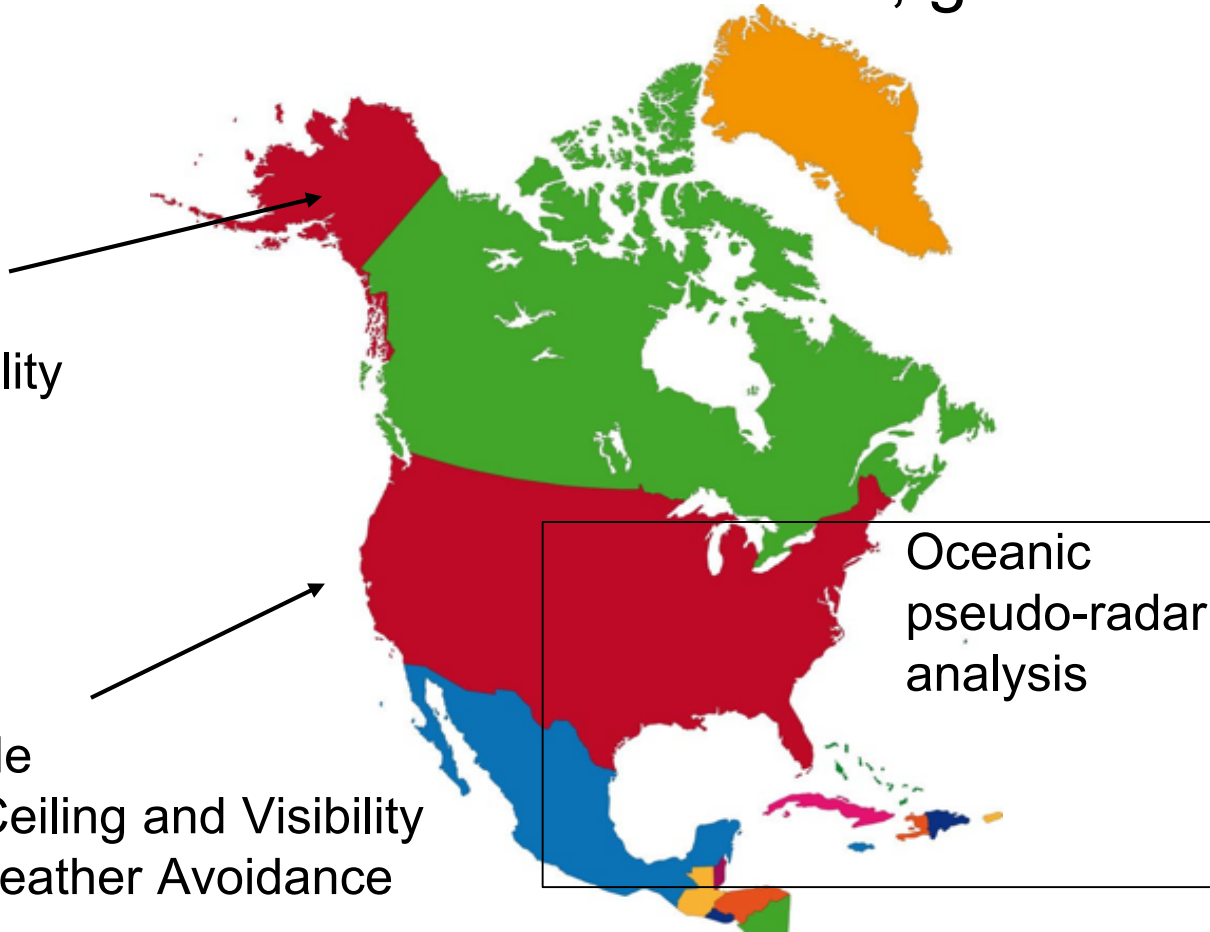 , g
lity
Oceanic
pseudo-radar
analysis
le
Ceiling and Visibility
eather Avoidance